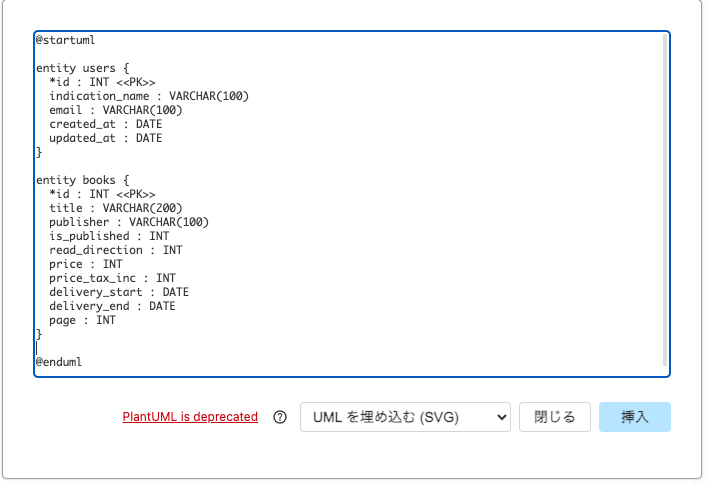 @startuml
entity users {
*id : INT <<PK>>
indication_name : VARCHAR(100)
email : VARCHAR(100)
created_at : DATE
updated_at : DATE
}
entity books {
*id : INT <<PK>>
title : VARCHAR(200)
publisher : VARCHAR(100)
is_published : INT
read_direction : INT
price : INT
price_tax_inc : INT
delivery_start : DATE
delivery_end : DATE
page : INT
}
@enduml
PlantUML is deprecated ? UML を埋め込む (SVG) 閉じる 挿入